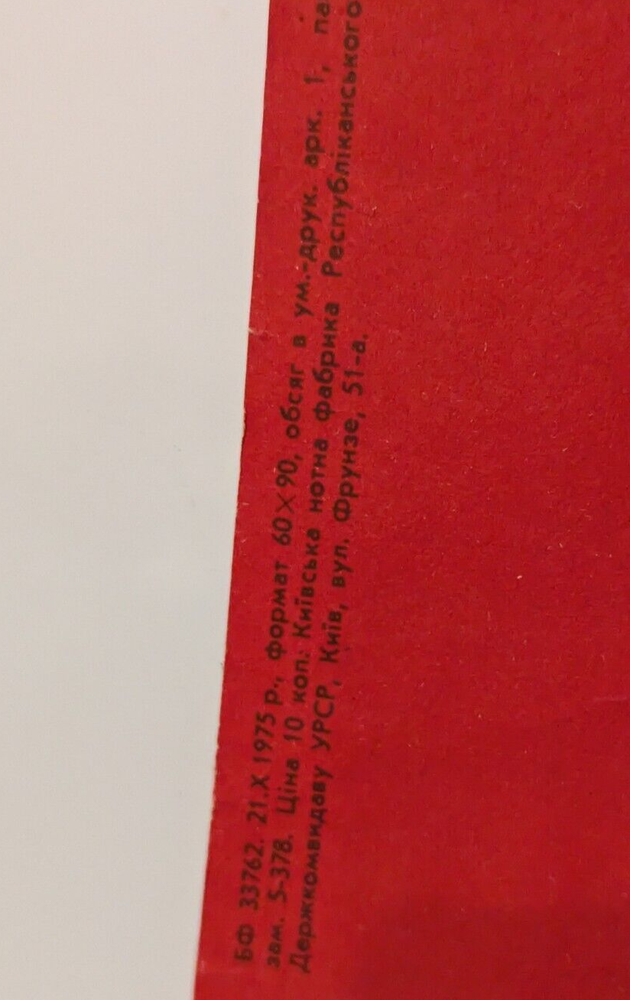 БФ 33762. 21.X 1975 р., формат 60×90, обсяг в ум.-друк. арк. 1, па
зам. 5-378. Ціна 10 коп. Київська нотна фабрика Республіканського
Держкомвидаву УРСР, Київ, вул. Фрунзе, 51-а.